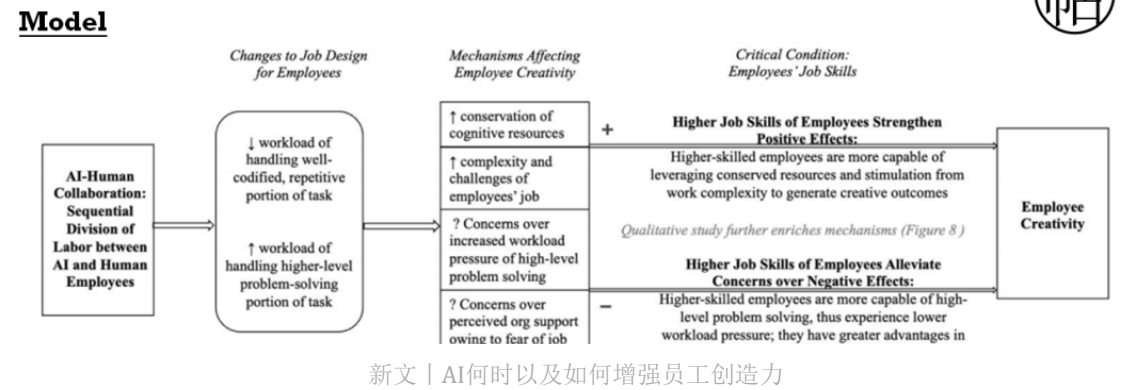 Model
帖
Changes to Job Design
for Employees
Mechanisms Affecting
Employee Creativity
Critical Condition:
Employees' Job Skills
AI-Human
Collaboration:
Sequential
Division of
Labor between
AI and Human
Employees
↓ workload of
handling well-
codified, repetitive
portion of task
↑ workload of
handling higher-level
problem-solving
portion of task
↑ conservation of
cognitive resources
↑ complexity and
challenges of
employees' job
? Concerns over
increased workload
pressure of high-level
problem solving
? Concerns over
perceived org support
owing to fear of job
+
Higher Job Skills of Employees Strengthen
Positive Effects:
Higher-skilled employees are more capable of
leveraging conserved resources and stimulation from
work complexity to generate creative outcomes
Qualitative study further enriches mechanisms (Figure 8)
Higher Job Skills of Employees Alleviate
Concerns over Negative Effects:
−
Higher-skilled employees are more capable of high-
level problem solving, thus experience lower
workload pressure; they have greater advantages in
Employee
Creativity
新文丨AI何时以及如何增强员工创造力